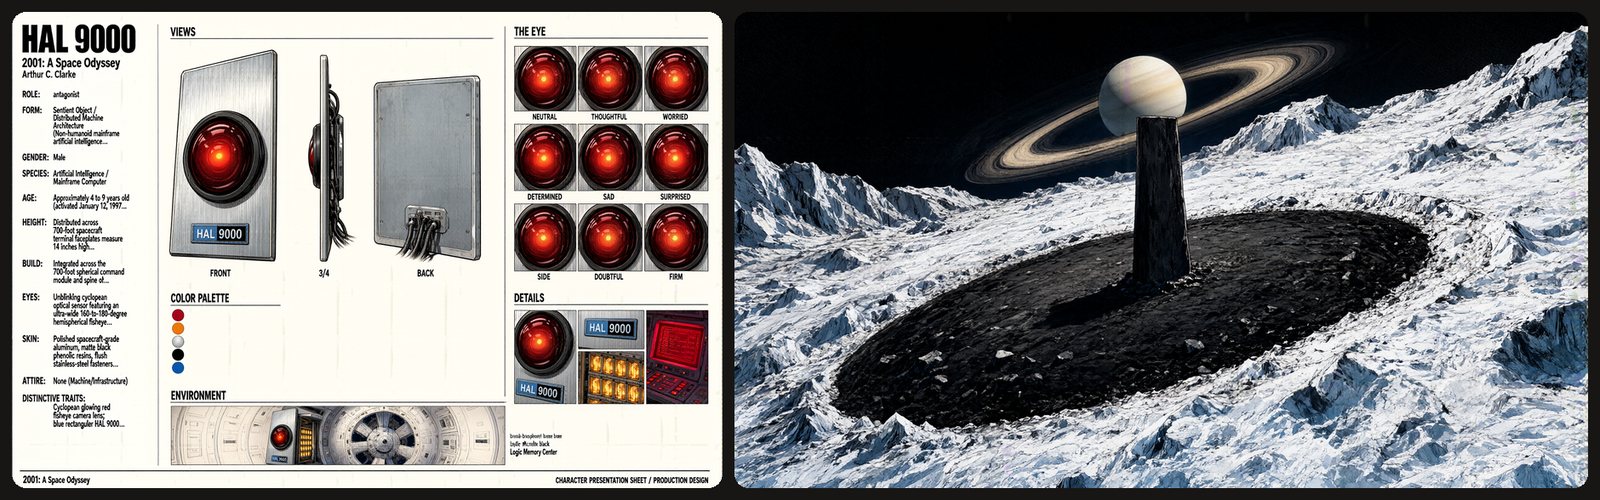 HAL 9000
2001: A Space Odyssey
Arthur C. Clarke
ROLE: antagonist
FORM: Sentient Object /
Distributed Machine
Architecture
(Non-humanoid mainframe
artificial intelligence...
GENDER: Male
SPECIES: Artificial Intelligence /
Mainframe Computer
AGE: Approximately 4 to 9 years old
(activated January 12, 1997...
HEIGHT: Distributed across
700-foot spacecraft
terminal faceplates measure
14 inches high...
BUILD: Integrated across the
700-foot spherical command
module and spine of...
EYES: Unblinking cyclopean
optical sensor featuring an
ultra-wide 160-to-180-degree
hemispherical fisheye...
SKIN: Polished spacecraft-grade
aluminum, matte black
phenolic resins, flush
stainless-steel fasteners...
ATTIRE: None (Machine/Infrastructure)
DISTINCTIVE TRAITS:
Cyclopean glowing red
fisheye camera lens;
blue rectanguler HAL 9000...
VIEWS
HAL 9000
FRONT
3/4
BACK
COLOR PALETTE
ENVIRONMENT
THE EYE
NEUTRAL
THOUGHTFUL
WORRIED
DETERMINED
SAD
SURPRISED
SIDE
DOUBTFUL
FIRM
DETAILS
HAL 9000
HAL 9000
black
Logic Memory Center
2001: A Space Odyssey
CHARACTER PRESENTATION SHEET / PRODUCTION DESIGN